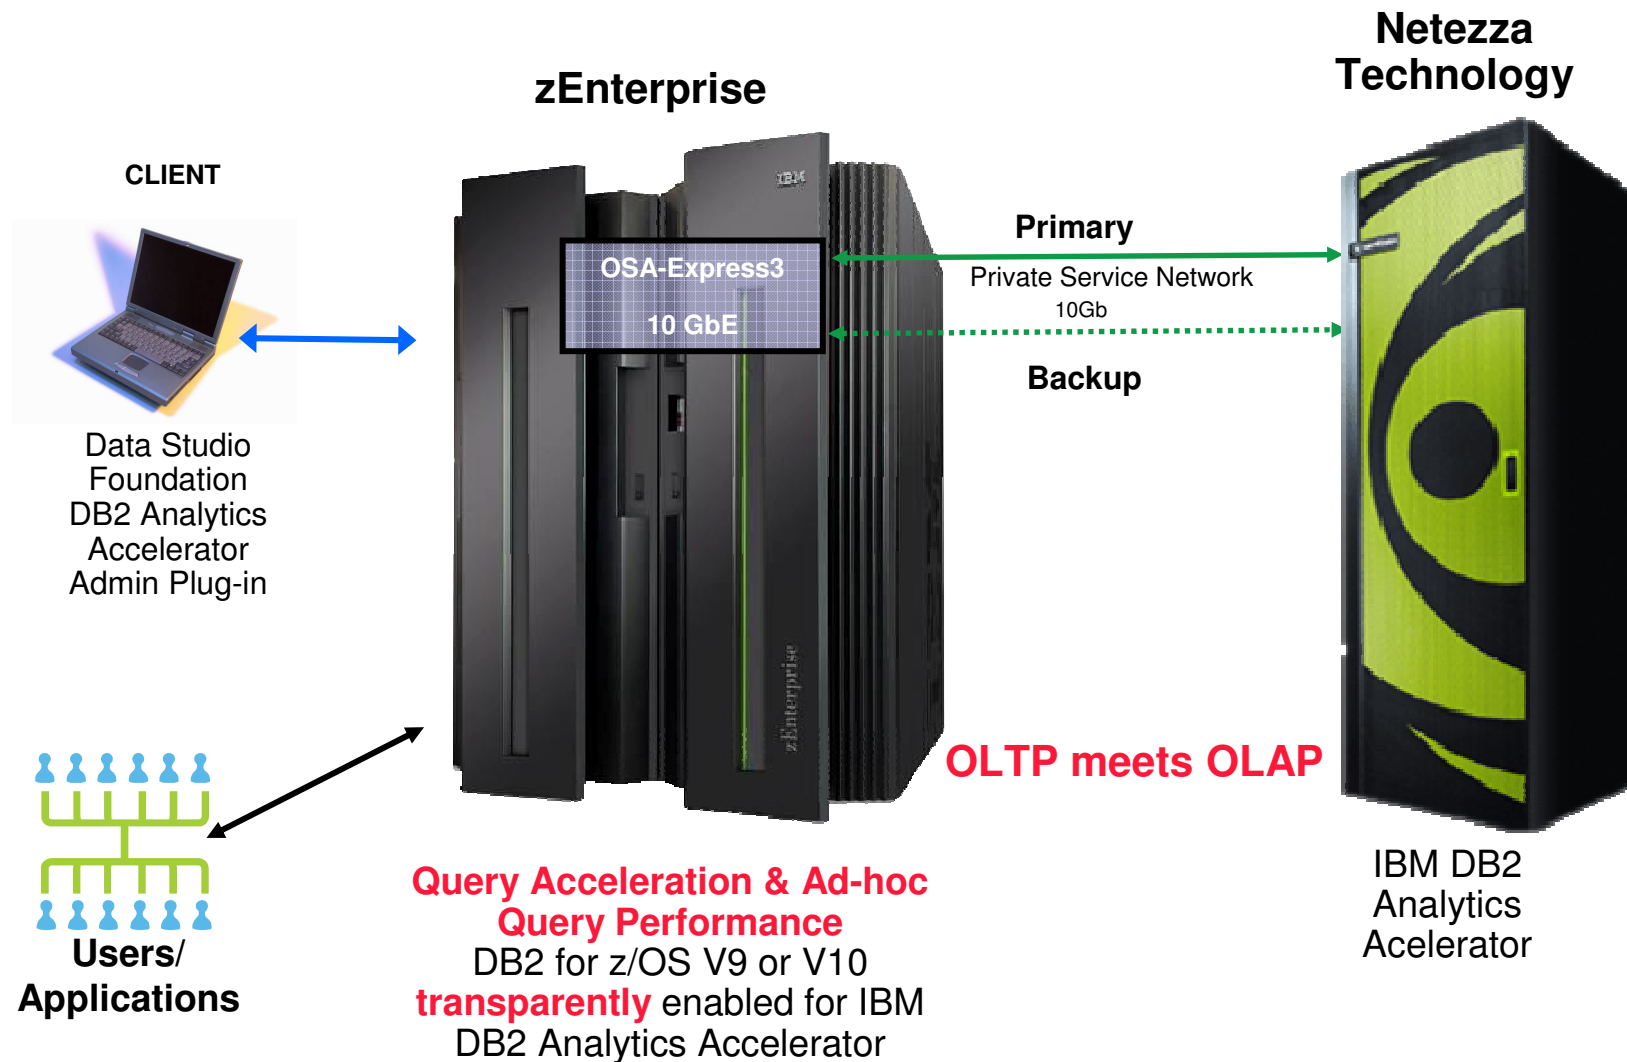 Netezza
Technology
zEnterprise
CLIENT
IBM
OSA-Express3
10 GbE
Primary
Private Service Network
10Gb
Backup
Data Studio
Foundation
DB2 Analytics
Accelerator
Admin Plug-in
zEnterprise
OLTP meets OLAP
Users/
Applications
Query Acceleration & Ad-hoc
Query Performance
DB2 for z/OS V9 or V10
transparently enabled for IBM
DB2 Analytics Accelerator
IBM DB2
Analytics
Acelerator